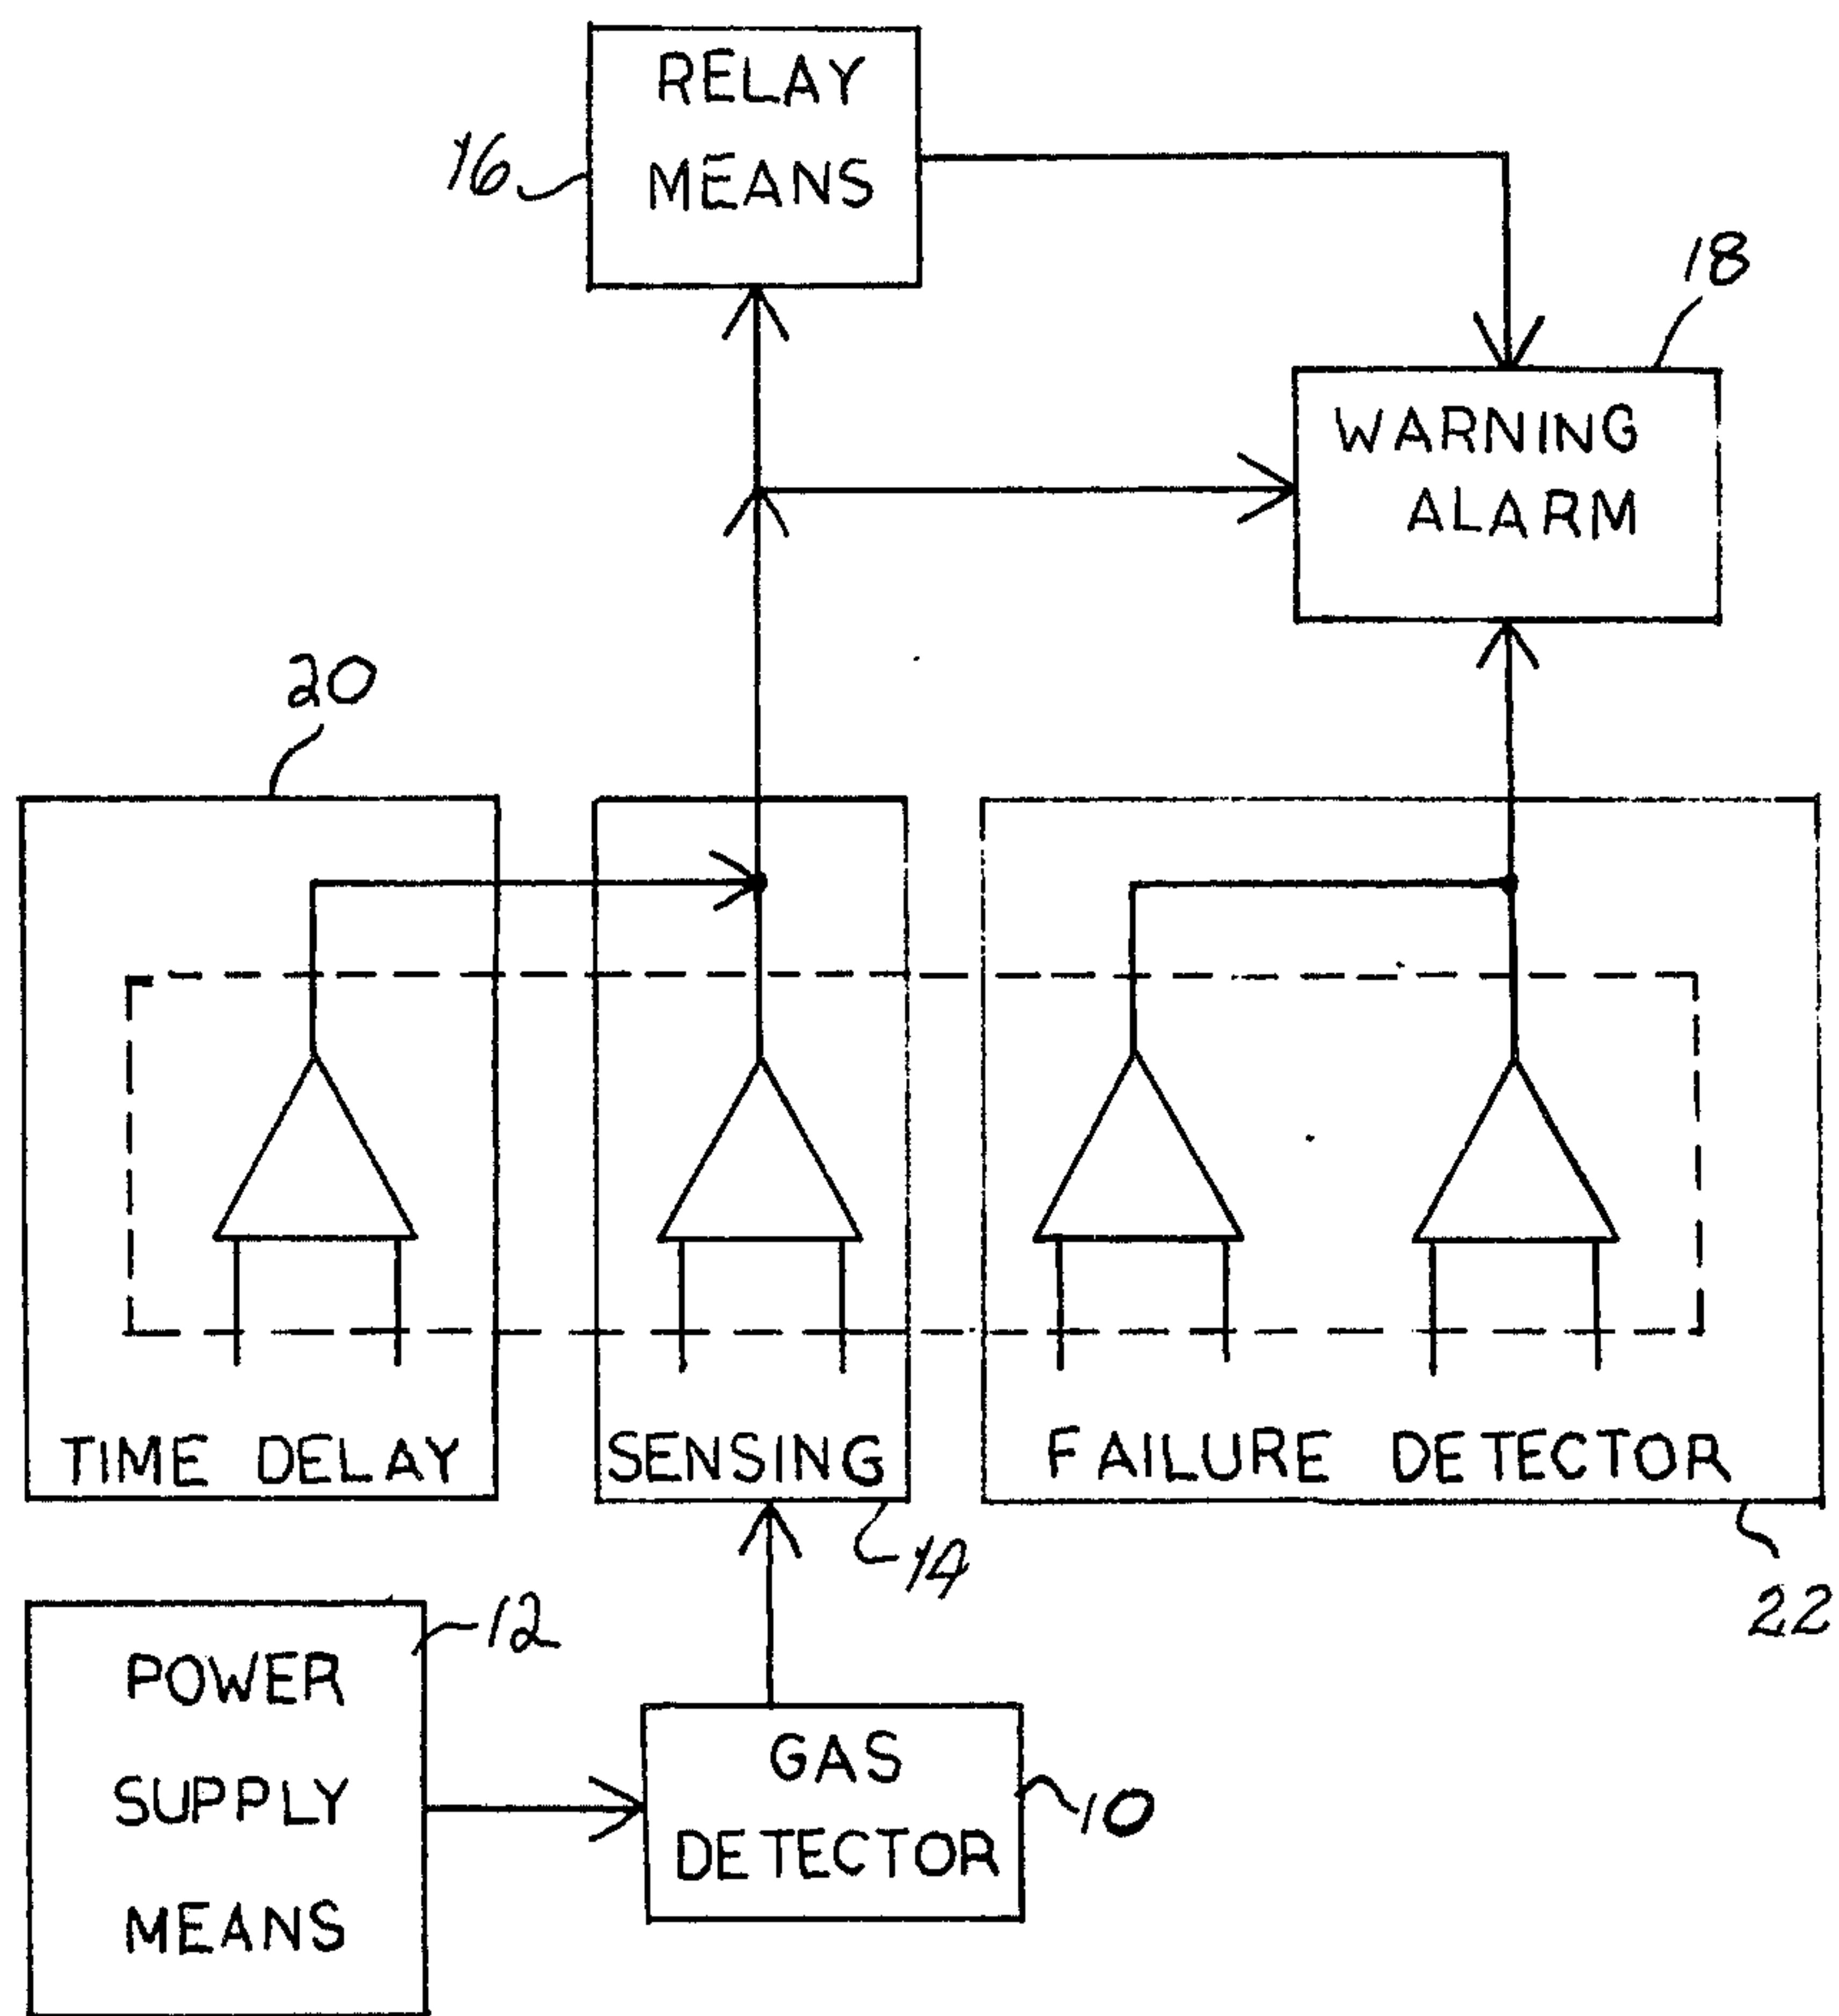 RELAY
MEANS
16
18
WARNING
ALARM
20
TIME DELAY
SENSING
FAILURE DETECTOR
14
22
12
POWER
SUPPLY
MEANS
GAS
DETECTOR
10